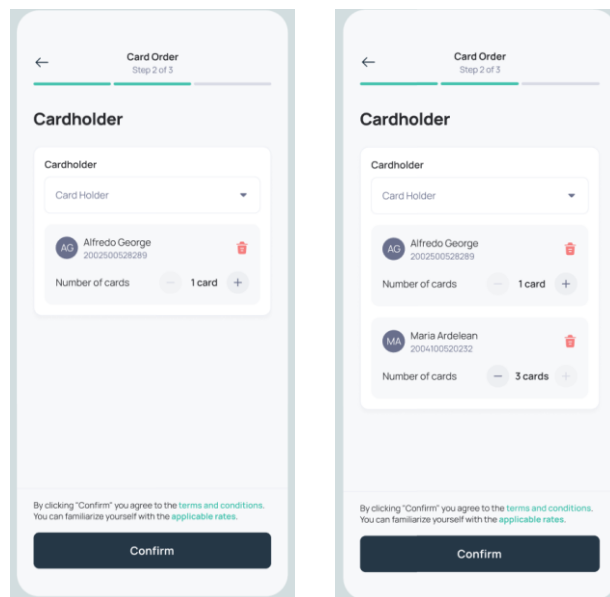 Card Order
Step 2 of 3
Cardholder
Cardholder
Card Holder
AG
Alfredo George
2002500528289
Number of cards
1 card
By clicking "Confirm" you agree to the terms and conditions.
You can familiarize yourself with the applicable rates.
Confirm
Card Order
Step 2 of 3
Cardholder
Cardholder
Card Holder
AG
Alfredo George
2002500528289
Number of cards
1 card
MA
Maria Ardelean
2004100520232
Number of cards
3 cards
By clicking "Confirm" you agree to the terms and conditions.
You can familiarize yourself with the applicable rates.
Confirm